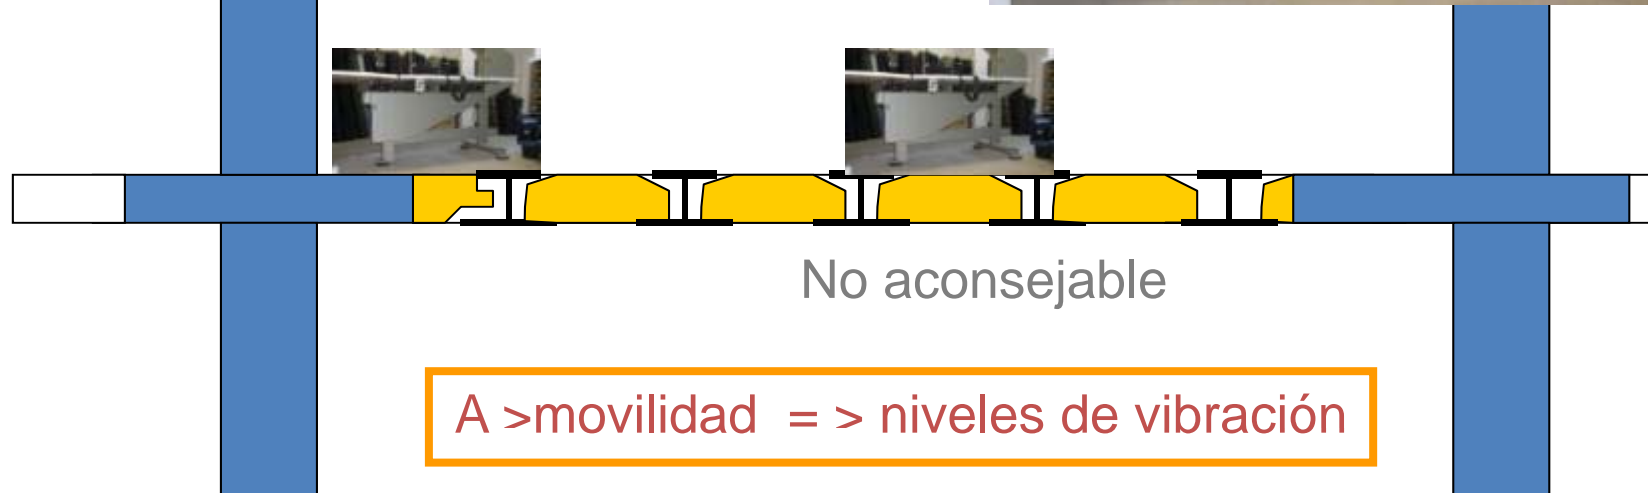 No aconsejable
A >movilidad = > niveles de vibración